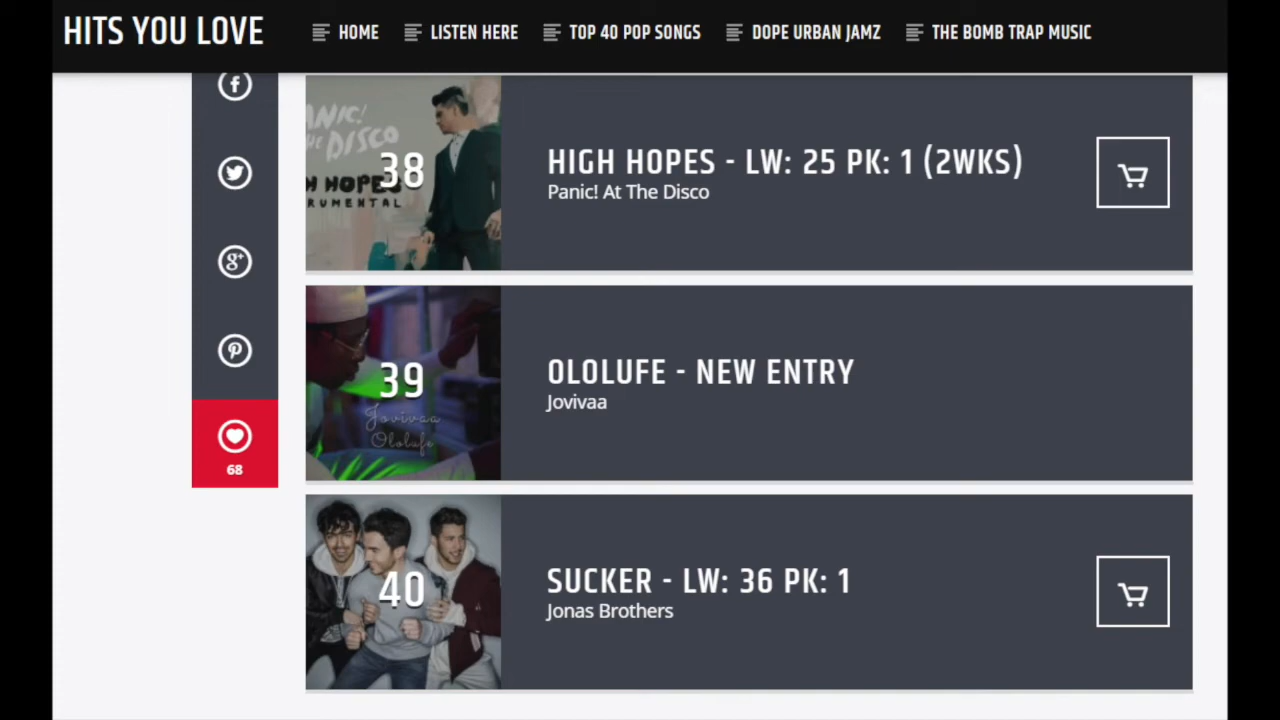 HITS YOU LOVE
HOME
LISTEN HERE
TOP 40 POP SONGS
DOPE URBAN JAMZ
THE BOMB TRAP MUSIC
68
38
HIGH HOPES - LW: 25 PK: 1 (2WKS)
Panic! At The Disco
39
Jovivaa
Ololufe
OLOLUFE - NEW ENTRY
Jovivaa
40
SUCKER - LW: 36 PK: 1
Jonas Brothers